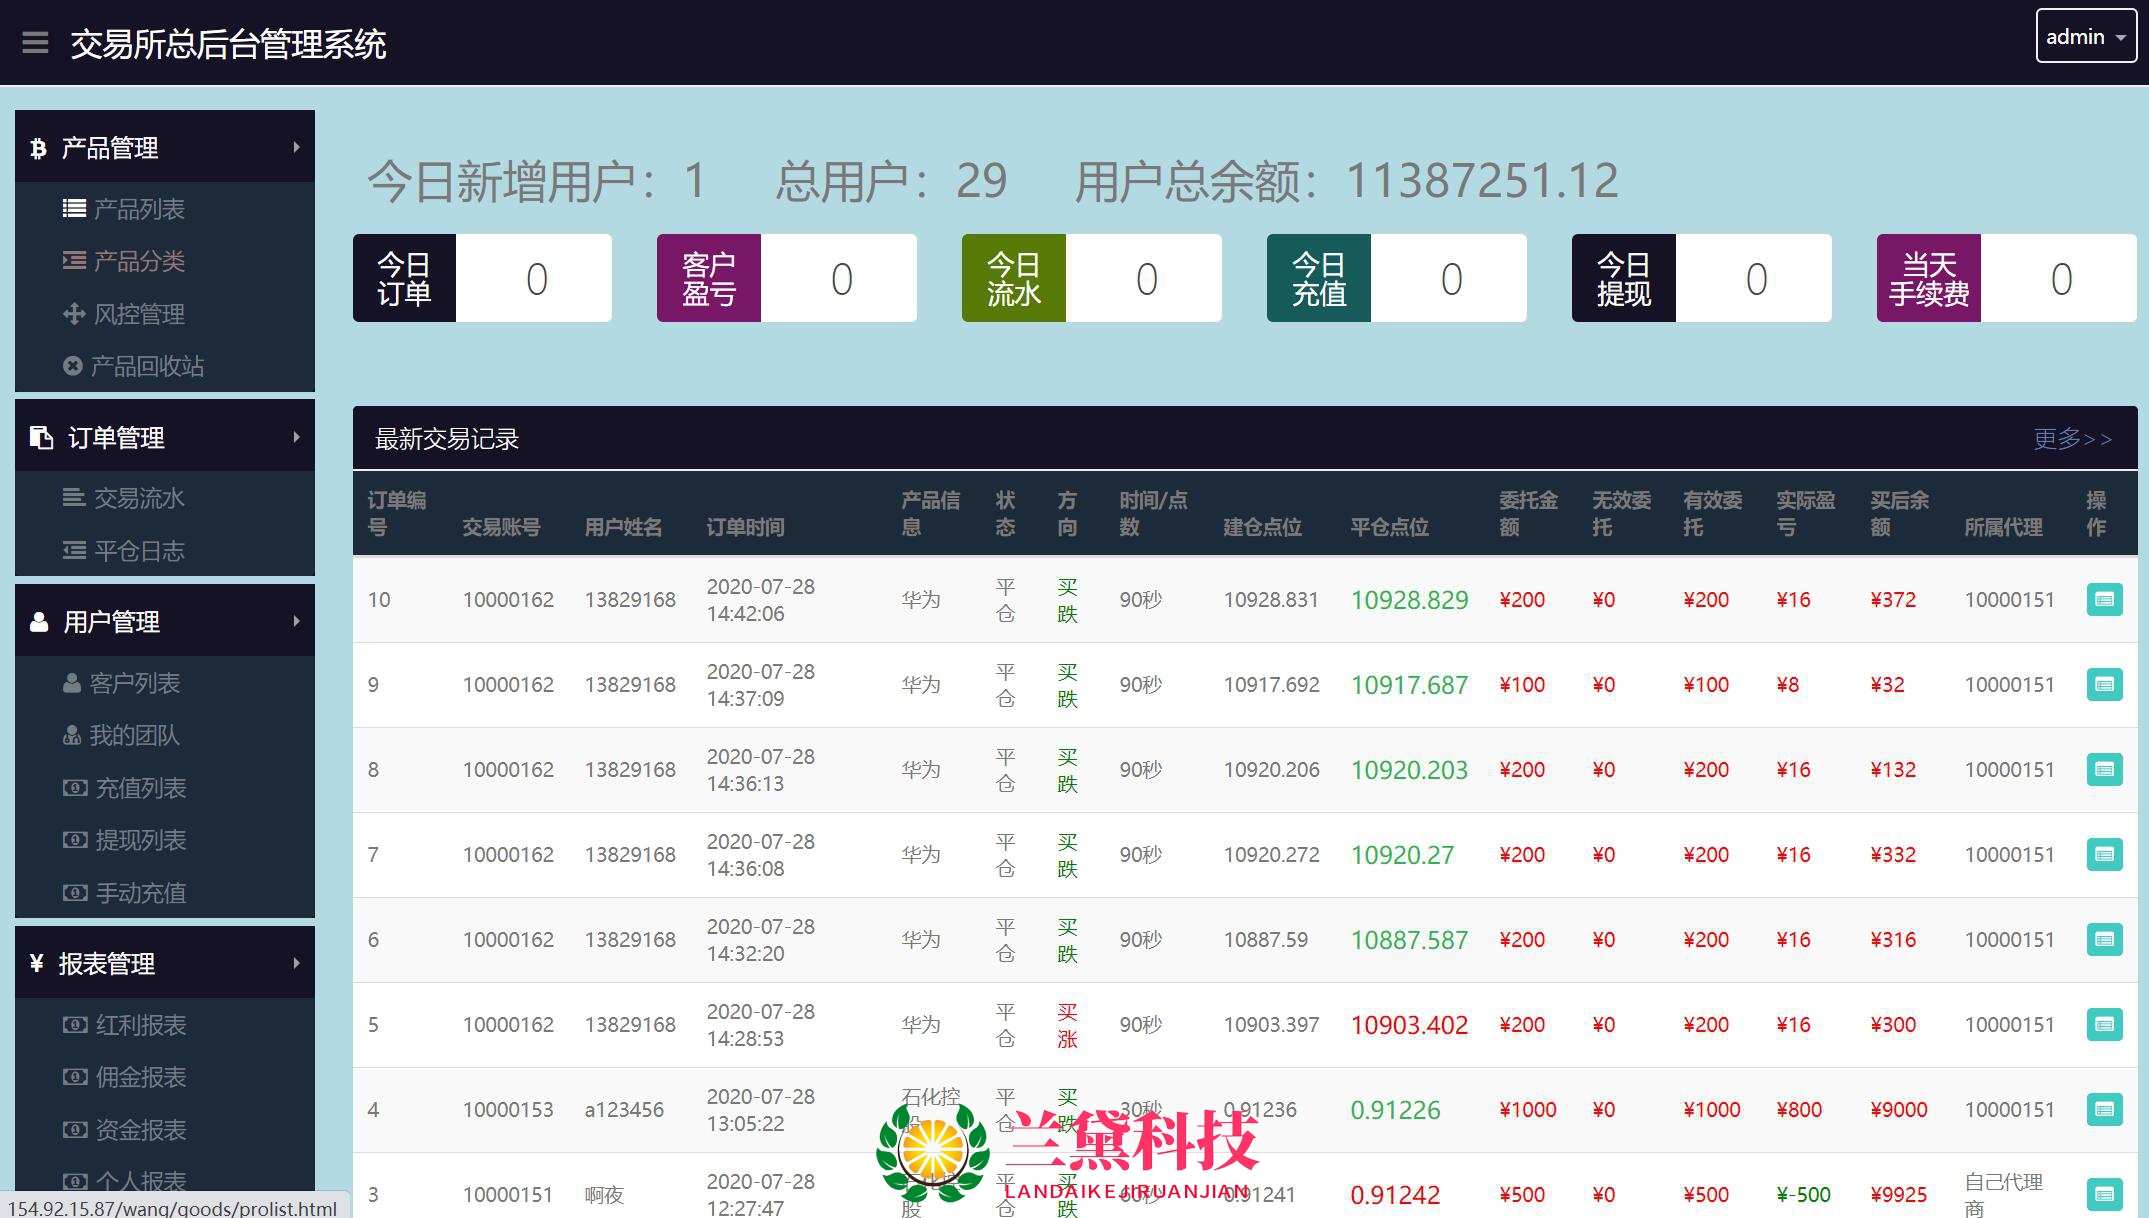 交易所总后台管理系统
admin
产品管理
产品列表
产品分类
风控管理
产品回收站
订单管理
交易流水
平仓日志
用户管理
客户列表
我的团队
充值列表
提现列表
手动充值
报表管理
红利报表
佣金报表
资金报表
个人报表
154.92.15.87/wang/goods/prolist.html
今日新增用户：1 总用户：29 用户总余额：11387251.12
今日订单 0
客户盈亏 0
今日流水 0
今日充值 0
今日提现 0
当天手续费 0
最新交易记录 更多>>
订单编号 交易账号 用户姓名 订单时间 产品信息 状态 方向 时间/点数 建仓点位 平仓点位 委托金额 无效委托 有效委托 实际盈亏 买后余额 所属代理 操作
10 10000162 13829168 2020-07-28 14:42:06 华为 平仓 买跌 90秒 10928.831 10928.829 ¥200 ¥0 ¥200 ¥16 ¥372 10000151
9 10000162 13829168 2020-07-28 14:37:09 华为 平仓 买跌 90秒 10917.692 10917.687 ¥100 ¥0 ¥100 ¥8 ¥32 10000151
8 10000162 13829168 2020-07-28 14:36:13 华为 平仓 买跌 90秒 10920.206 10920.203 ¥200 ¥0 ¥200 ¥16 ¥132 10000151
7 10000162 13829168 2020-07-28 14:36:08 华为 平仓 买跌 90秒 10920.272 10920.27 ¥200 ¥0 ¥200 ¥16 ¥332 10000151
6 10000162 13829168 2020-07-28 14:32:20 华为 平仓 买跌 90秒 10887.59 10887.587 ¥200 ¥0 ¥200 ¥16 ¥316 10000151
5 10000162 13829168 2020-07-28 14:28:53 华为 平仓 买涨 90秒 10903.397 10903.402 ¥200 ¥0 ¥200 ¥16 ¥300 10000151
4 10000153 a123456 2020-07-28 13:05:22 石化控股 平仓 买跌 30秒 0.91236 0.91226 ¥1000 ¥0 ¥1000 ¥800 ¥9000 10000151
3 10000151 啊夜 2020-07-28 12:27:47 石化控股 平仓 买跌 60秒 0.91241 0.91242 ¥500 ¥0 ¥500 ¥-500 ¥9925 自己代理商
兰黛科技
LANDAIKEJIRUANJIAN